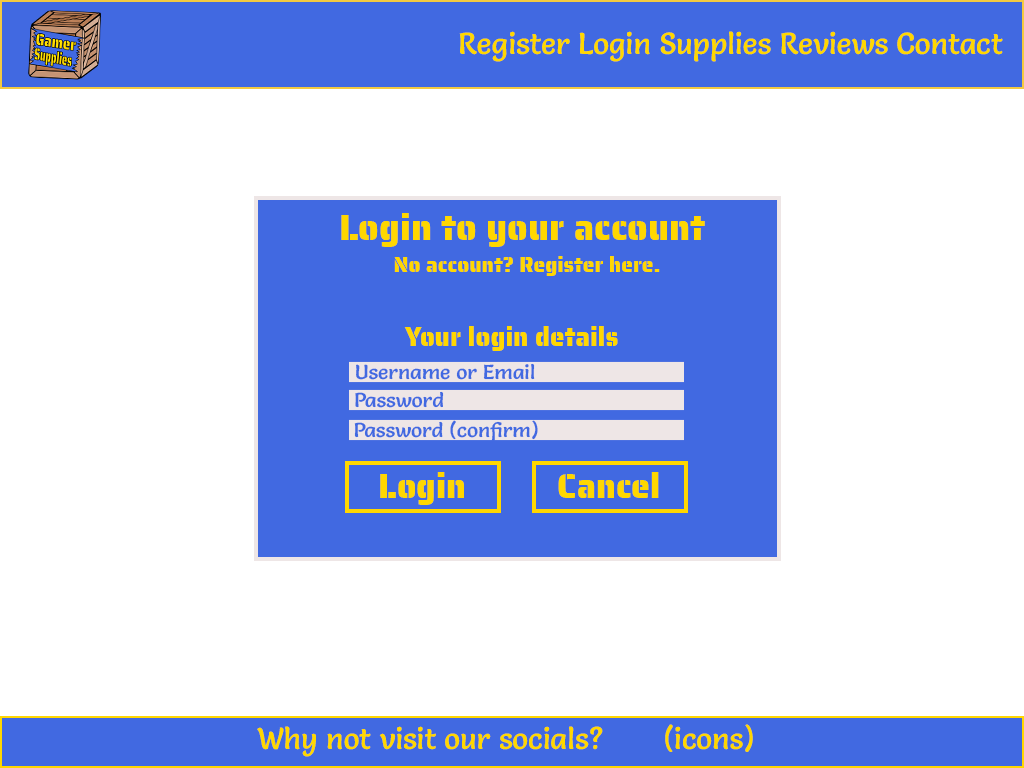 Gamer
Supplies
Register Login Supplies Reviews Contact
Login to your account
No account? Register here.
Your login details
Username or Email
Password
Password (confirm)
Login Cancel
Why not visit our socials? (icons)